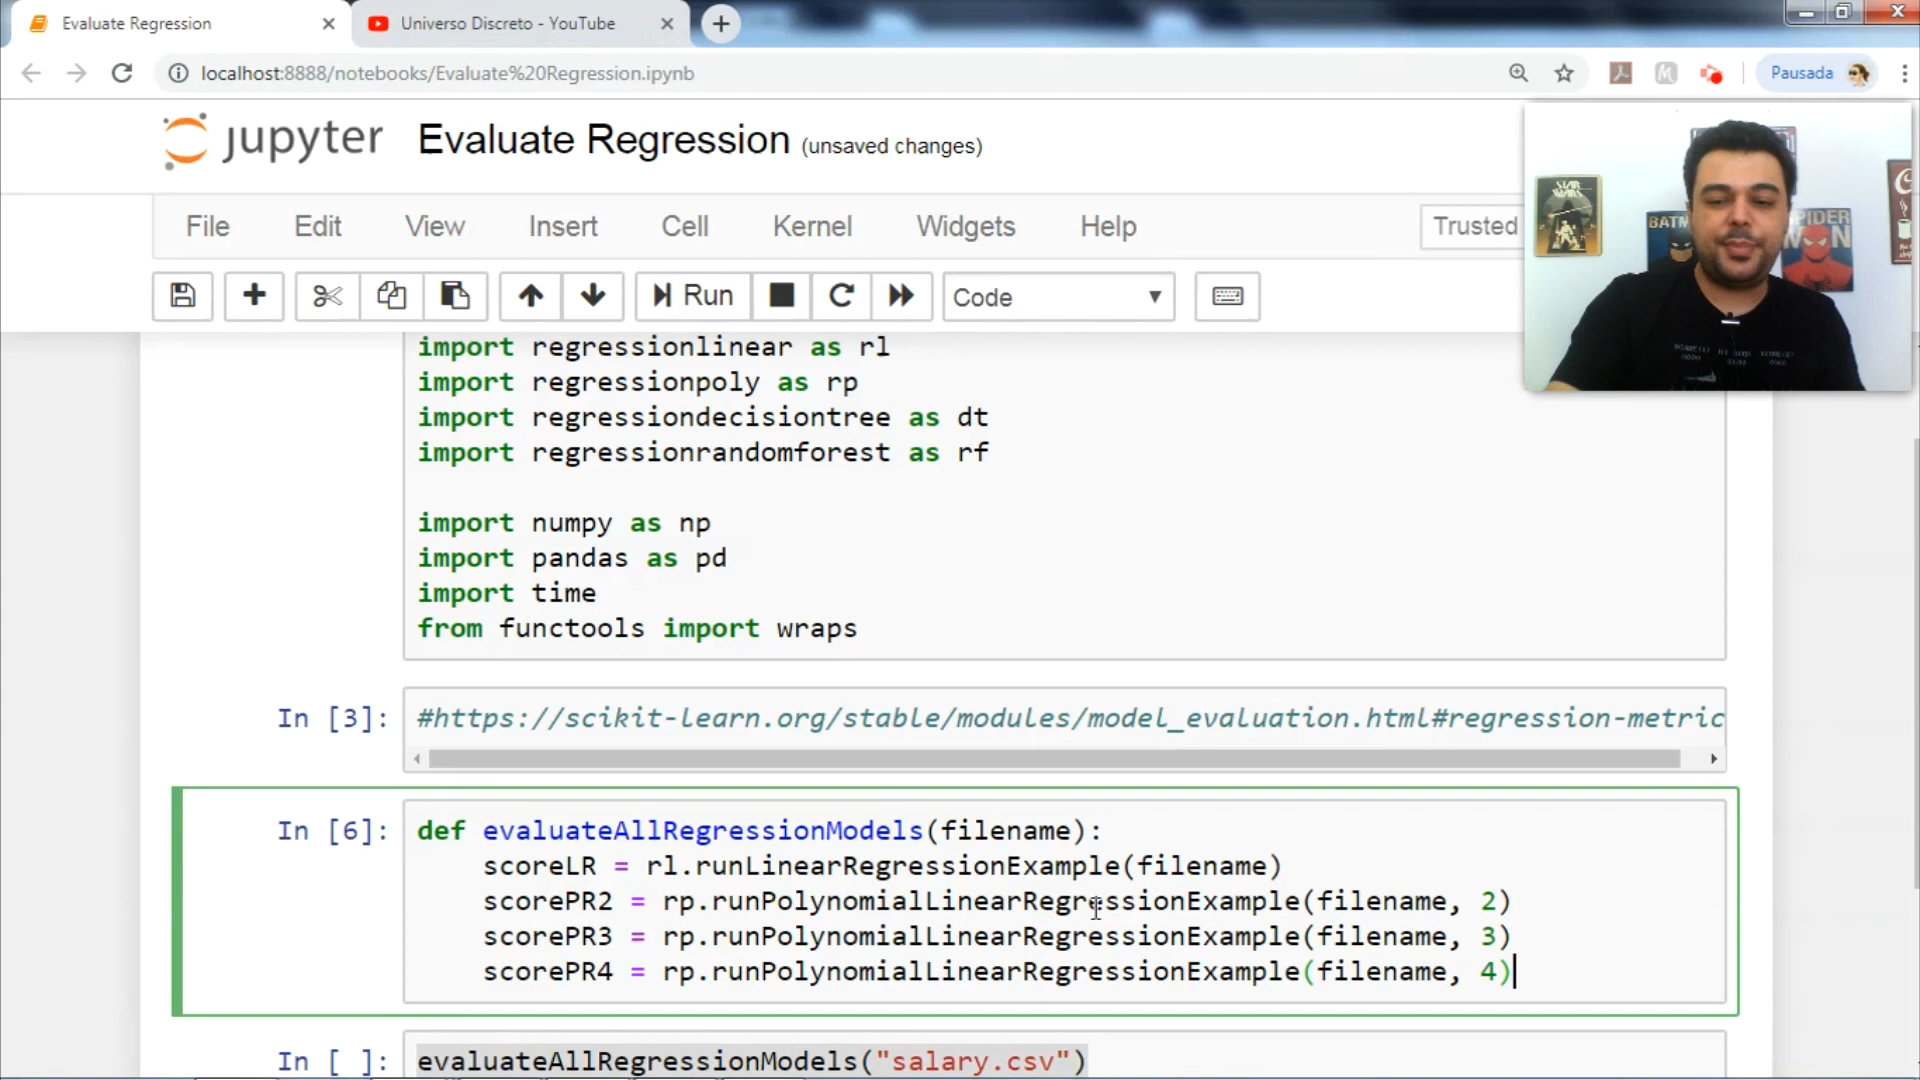 Evaluate Regression
Universo Discreto - YouTube
localhost:8888/notebooks/Evaluate%20Regression.ipynb
Pausada
jupyter Evaluate Regression (unsaved changes)
File Edit View Insert Cell Kernel Widgets Help Trusted
Run Code
STAR WARS
BATM
SPIDER
import regressionlinear as rl
import regressionpoly as rp
import regressiondecisiontree as dt
import regressionrandomforest as rf
import numpy as np
import pandas as pd
import time
from functools import wraps
In [3]: #https://scikit-learn.org/stable/modules/model_evaluation.html#regression-metric
In [6]: def evaluateAllRegressionModels(filename):
scoreLR = rl.runLinearRegressionExample(filename)
scorePR2 = rp.runPolynomialLinearRegressionExample(filename, 2)
scorePR3 = rp.runPolynomialLinearRegressionExample(filename, 3)
scorePR4 = rp.runPolynomialLinearRegressionExample(filename, 4)
In [ ]: evaluateAllRegressionModels("salary.csv")